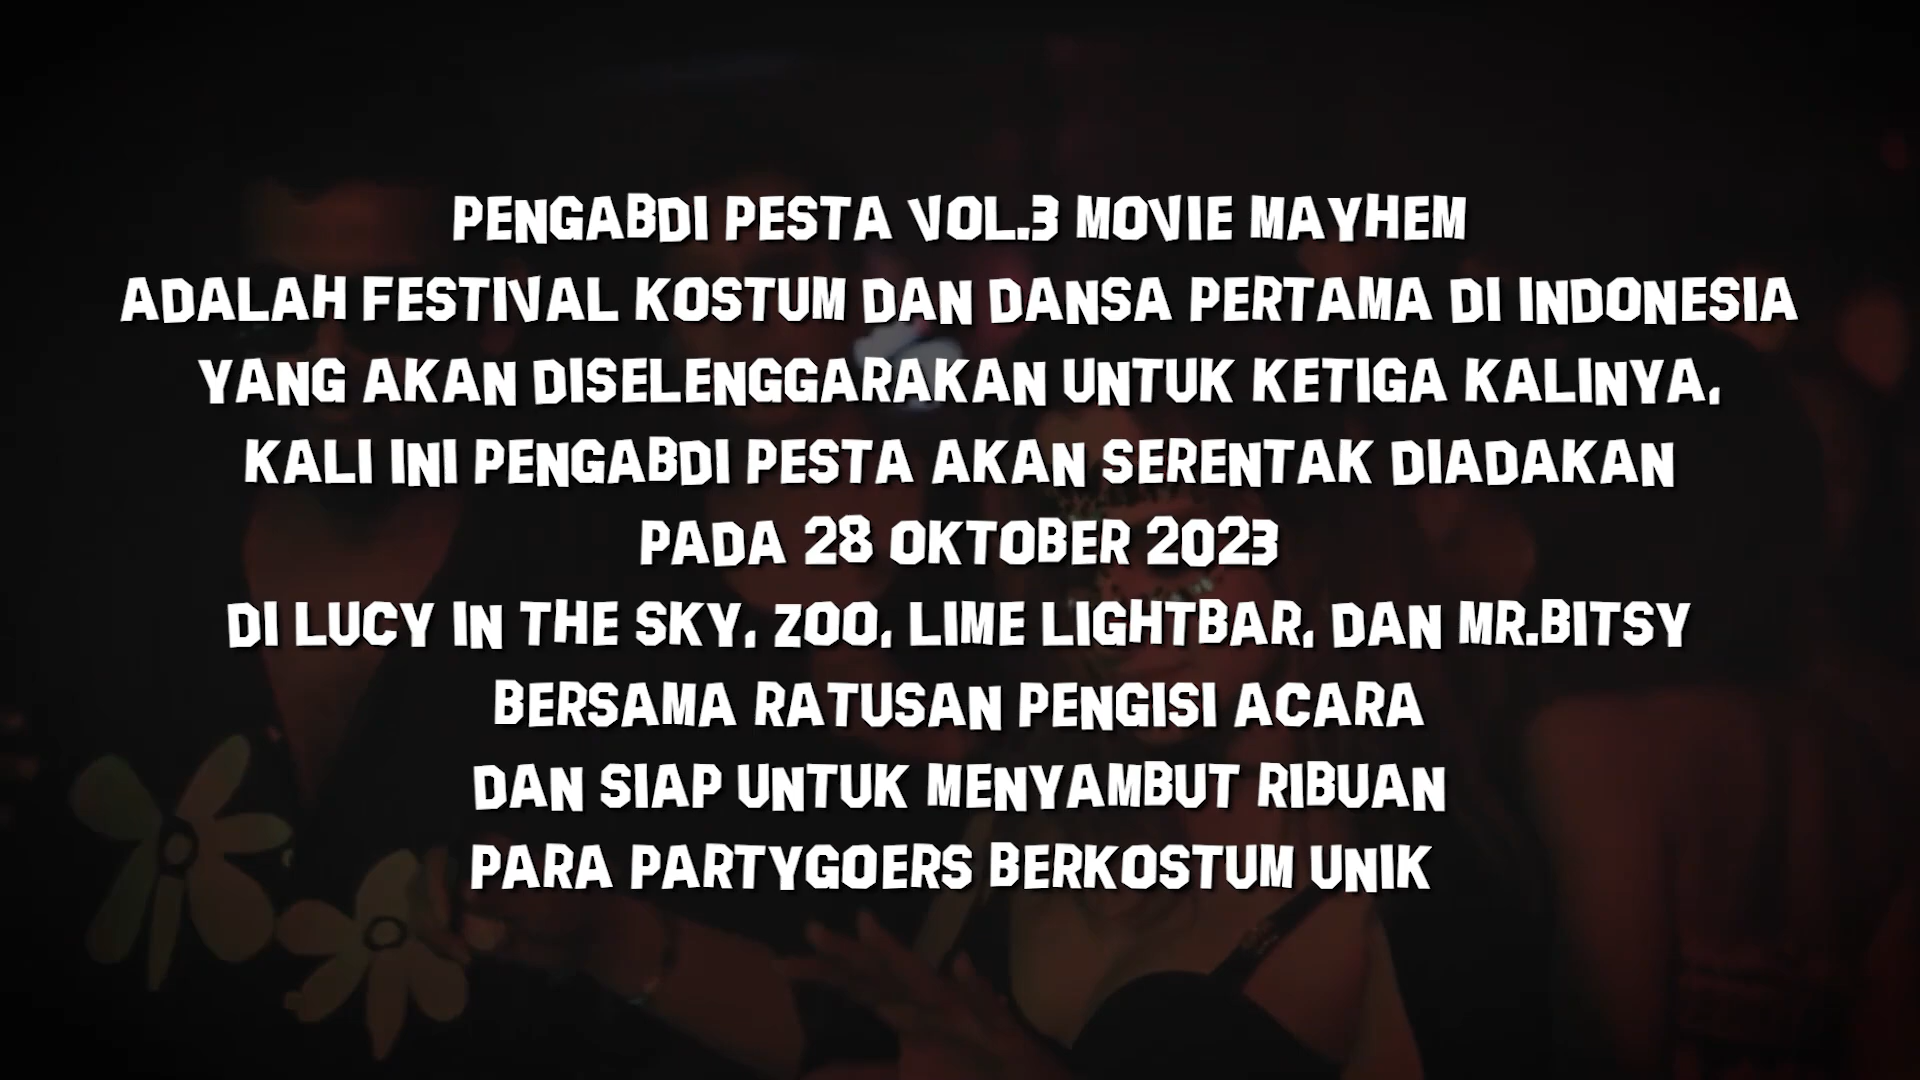 PENGABDI PESTA VOL.3 MOVIE MAYHEM
ADALAH FESTIVAL KOSTUM DAN DANSA PERTAMA DI INDONESIA
YANG AKAN DISELENGGARAKAN UNTUK KETIGA KALINYA,
KALI INI PENGABDI PESTA AKAN SERENTAK DIADAKAN
PADA 28 OKTOBER 2023
DI LUCY IN THE SKY, ZOO, LIME LIGHTBAR, DAN MR.BITSY
BERSAMA RATUSAN PENGISI ACARA
DAN SIAP UNTUK MENYAMBUT RIBUAN
PARA PARTYGOERS BERKOSTUM UNIK